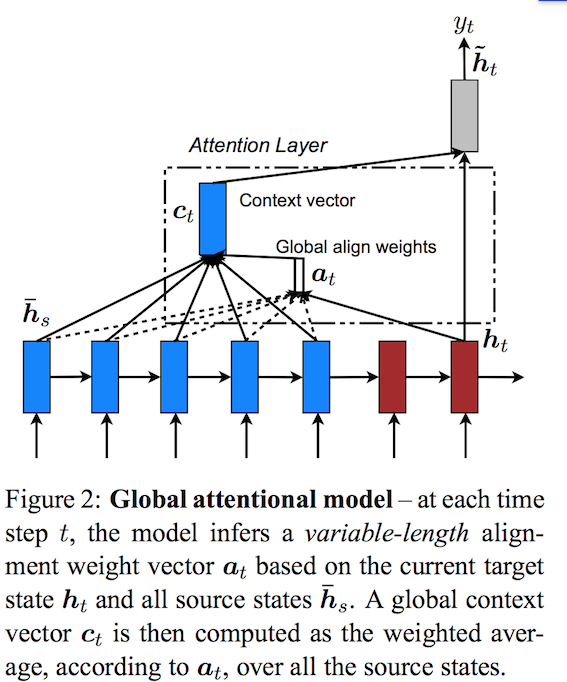 yₜ
h̃ₜ
Attention Layer
cₜ
Context vector
Global align weights
aₜ
h̄ₛ
hₜ
Figure 2: Global attentional model – at each time
step t, the model infers a variable-length align-
ment weight vector aₜ based on the current target
state hₜ and all source states h̄ₛ. A global context
vector cₜ is then computed as the weighted aver-
age, according to aₜ, over all the source states.